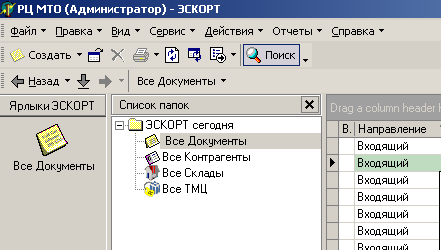 РЦ МТО (Администратор) - ЭСКОРТ
Файл Правка Вид Сервис Действия Отчеты Справка
Создать Поиск
Назад Все Документы
Ярлыки ЭСКОРТ
Все Документы
Список папок
ЭСКОРТ сегодня
Все Документы
Все Контрагенты
Все Склады
Все ТМЦ
Drag a column header
В. Направление
Входящий
Входящий
Входящий
Входящий
Входящий